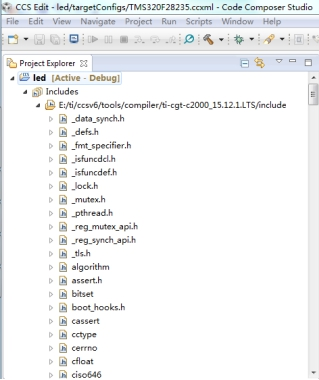 CCS Edit - led/targetConfigs/TMS320F28235.ccxml - Code Composer Studio
File Edit View Navigate Project Run Scripts Window Help
Project Explorer
led [Active - Debug]
Includes
E:/ti/ccsv6/tools/compiler/ti-cgt-c2000_15.12.1.LTS/include
_data_synch.h
_defs.h
_fmt_specifier.h
_isfuncdcl.h
_isfuncdef.h
_lock.h
_mutex.h
_pthread.h
_reg_mutex_api.h
_reg_synch_api.h
_tls.h
algorithm
assert.h
bitset
boot_hooks.h
cassert
cctype
cerrno
cfloat
ciso646